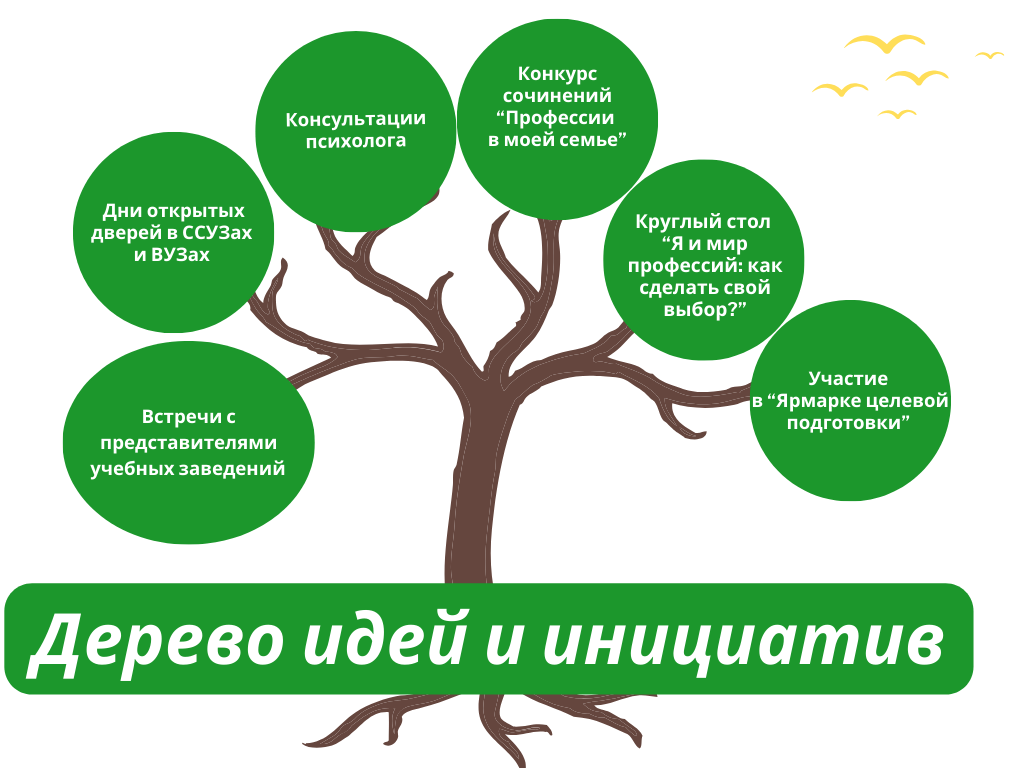 Конкурс
сочинений
“Профессии
в моей семье”
Консультации
психолога
Дни открытых
дверей в ССУЗах
и ВУЗах
Круглый стол
“Я и мир
профессий: как
сделать свой
выбор?”
Участие
в “Ярмарке целевой
подготовки”
Встречи с
представителями
учебных заведений
Дерево идей и инициатив